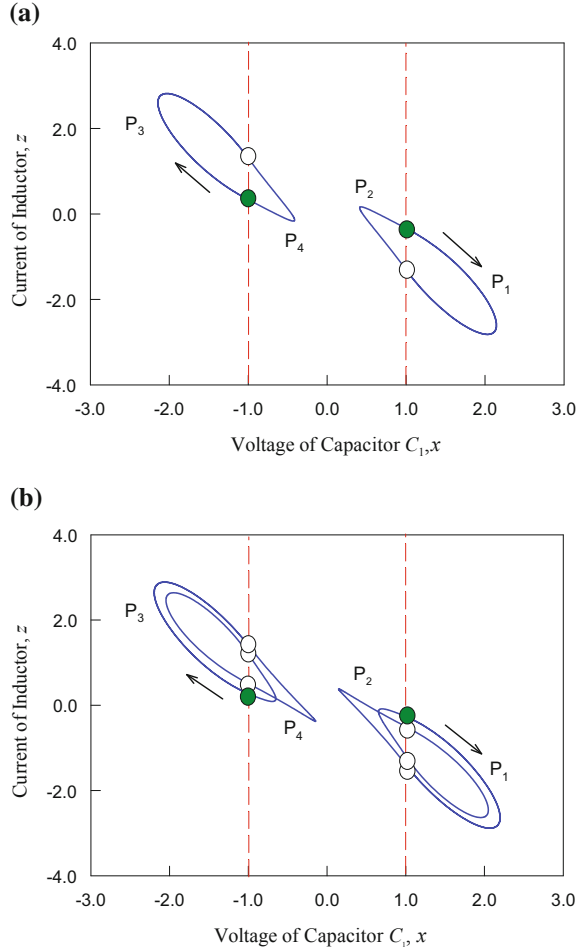 (a)
4.0
2.0
0.0
-2.0
-4.0
Current of Inductor, z
P3
P4
P2
P1
-3.0 -2.0 -1.0 0.0 1.0 2.0 3.0
Voltage of Capacitor C1,x
(b)
4.0
2.0
0.0
-2.0
-4.0
Current of Inductor, z
P3
P4
P2
P1
-3.0 -2.0 -1.0 0.0 1.0 2.0 3.0
Voltage of Capacitor C1, x